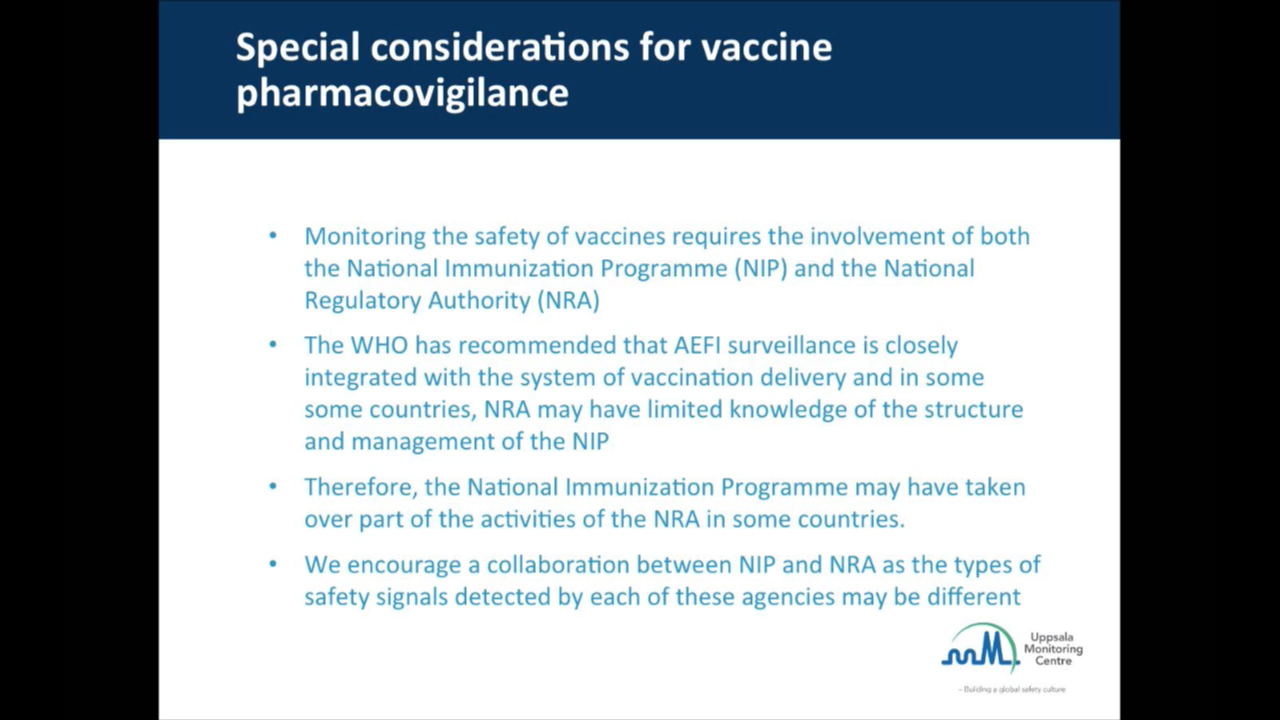 Special considerations for vaccine
pharmacovigilance
• Monitoring the safety of vaccines requires the involvement of both
the National Immunization Programme (NIP) and the National
Regulatory Authority (NRA)
• The WHO has recommended that AEFI surveillance is closely
integrated with the system of vaccination delivery and in some
some countries, NRA may have limited knowledge of the structure
and management of the NIP
• Therefore, the National Immunization Programme may have taken
over part of the activities of the NRA in some countries.
• We encourage a collaboration between NIP and NRA as the types of
safety signals detected by each of these agencies may be different
Uppsala
Monitoring
Centre
– Building a global safety culture